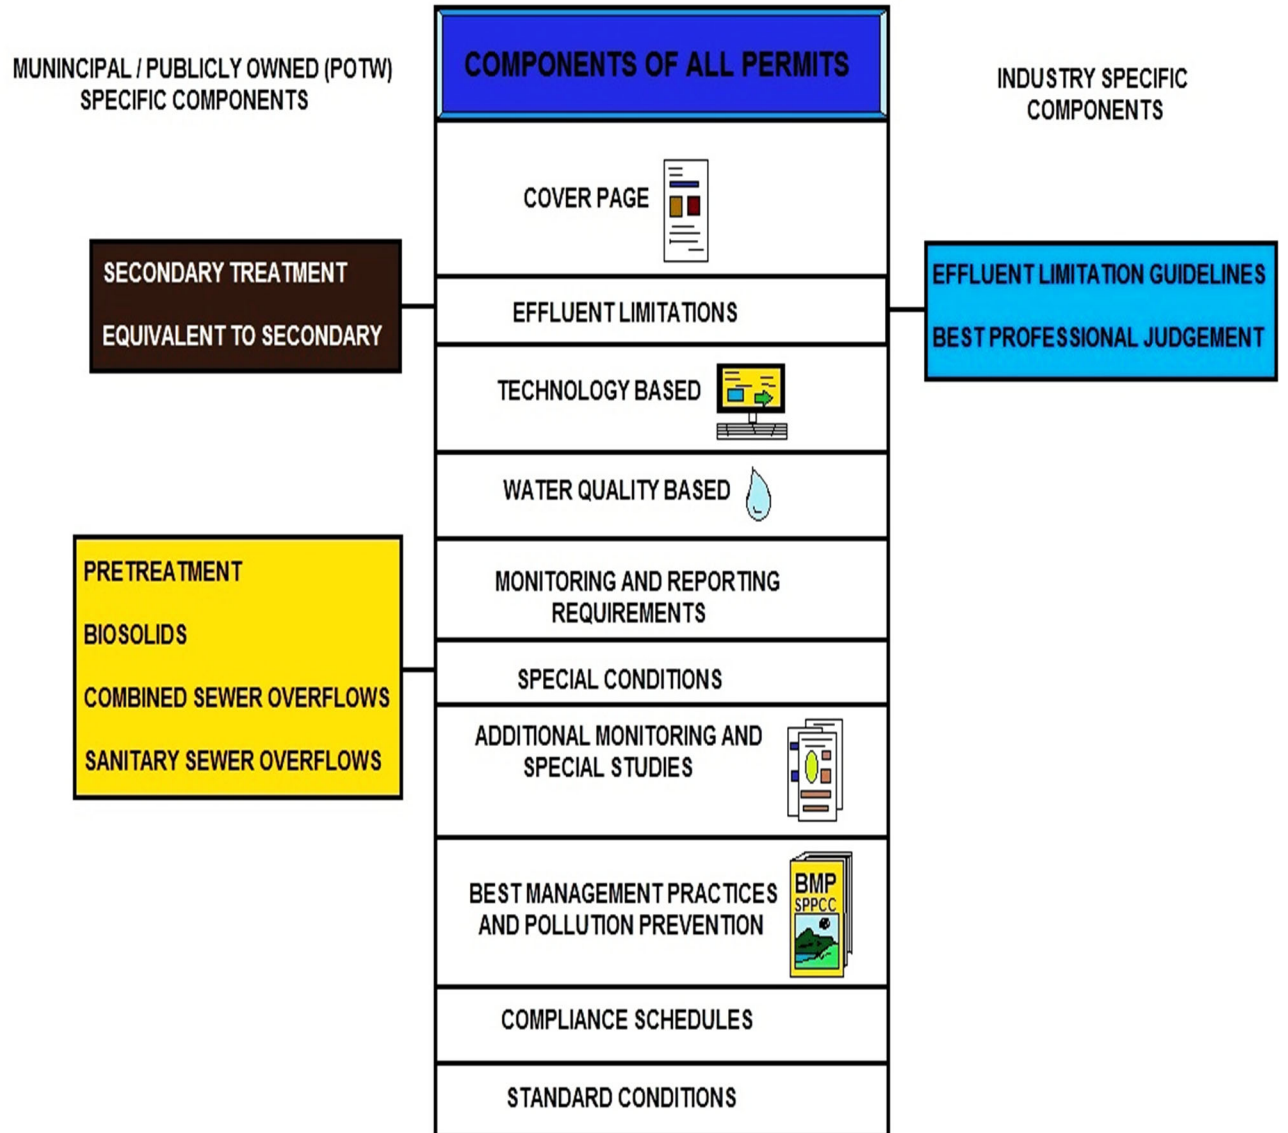 MUNINCIPAL / PUBLICLY OWNED (POTW)
SPECIFIC COMPONENTS
COMPONENTS OF ALL PERMITS
INDUSTRY SPECIFIC
COMPONENTS
COVER PAGE
SECONDARY TREATMENT
EQUIVALENT TO SECONDARY
EFFLUENT LIMITATIONS
EFFLUENT LIMITATION GUIDELINES
BEST PROFESSIONAL JUDGEMENT
TECHNOLOGY BASED
WATER QUALITY BASED
PRETREATMENT
BIOSOLIDS
COMBINED SEWER OVERFLOWS
SANITARY SEWER OVERFLOWS
MONITORING AND REPORTING
REQUIREMENTS
SPECIAL CONDITIONS
ADDITIONAL MONITORING AND
SPECIAL STUDIES
BEST MANAGEMENT PRACTICES
AND POLLUTION PREVENTION
BMP
SPPCC
COMPLIANCE SCHEDULES
STANDARD CONDITIONS